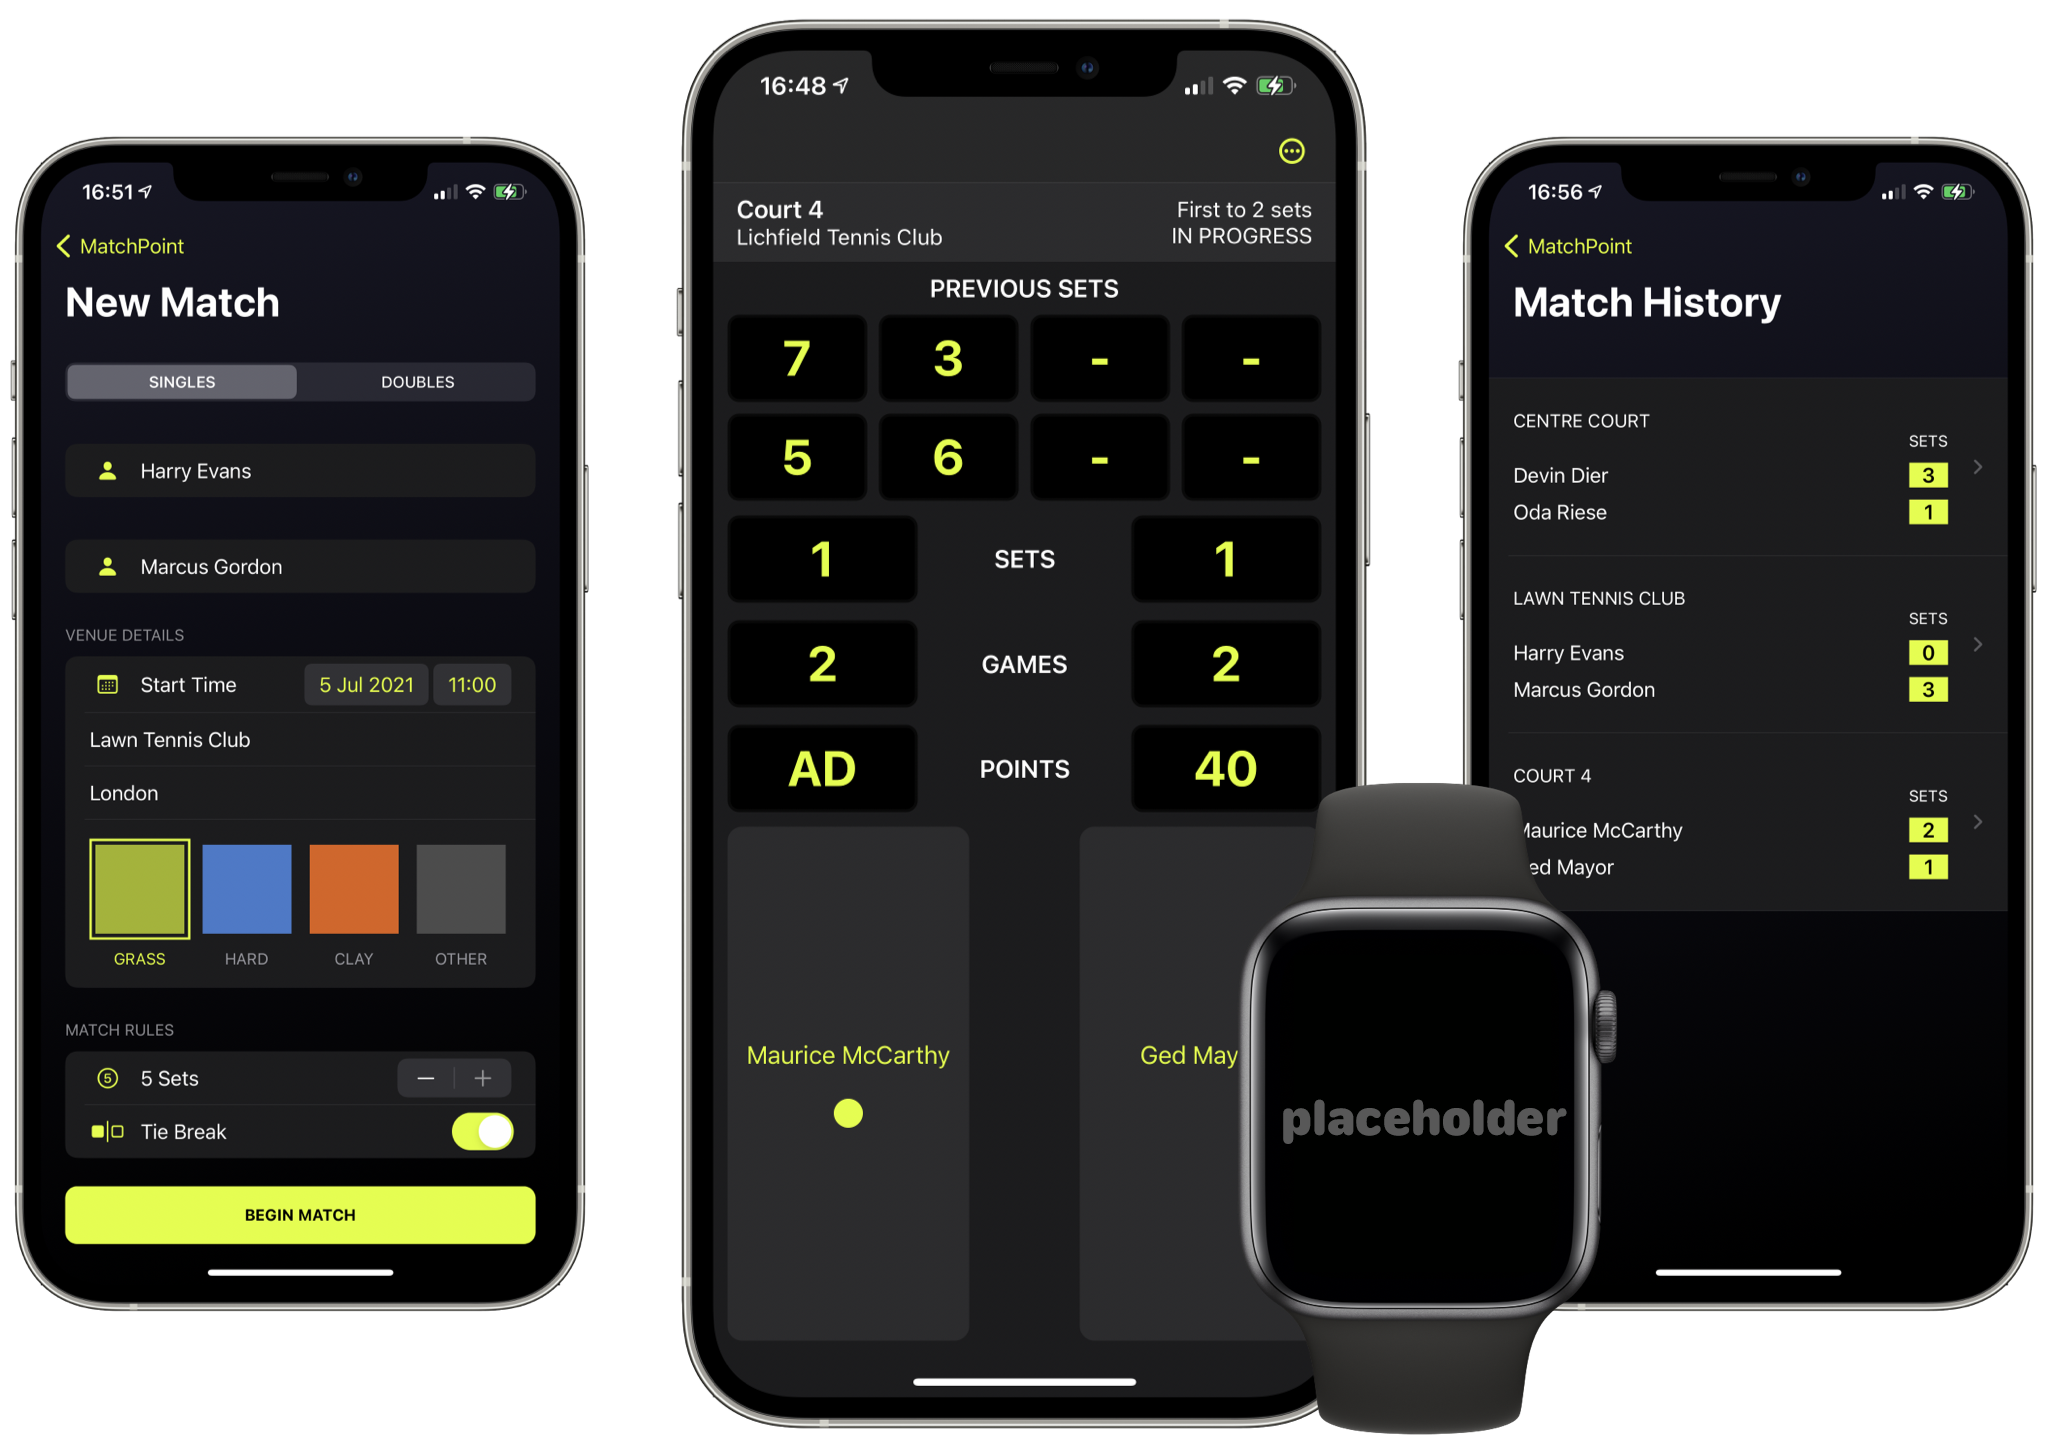 16:51
MatchPoint
New Match
SINGLES DOUBLES
Harry Evans
Marcus Gordon
VENUE DETAILS
Start Time 5 Jul 2021 11:00
Lawn Tennis Club
London
GRASS HARD CLAY OTHER
MATCH RULES
5 5 Sets − +
Tie Break
BEGIN MATCH
16:48
Court 4 First to 2 sets
Lichfield Tennis Club IN PROGRESS
PREVIOUS SETS
7 3 - -
5 6 - -
1 SETS 1
2 GAMES 2
AD POINTS 40
Maurice McCarthy Ged May
placeholder
16:56
MatchPoint
Match History
CENTRE COURT
SETS
Devin Dier 3
Oda Riese 1
LAWN TENNIS CLUB
SETS
Harry Evans 0
Marcus Gordon 3
COURT 4
SETS
Maurice McCarthy 2
ed Mayor 1